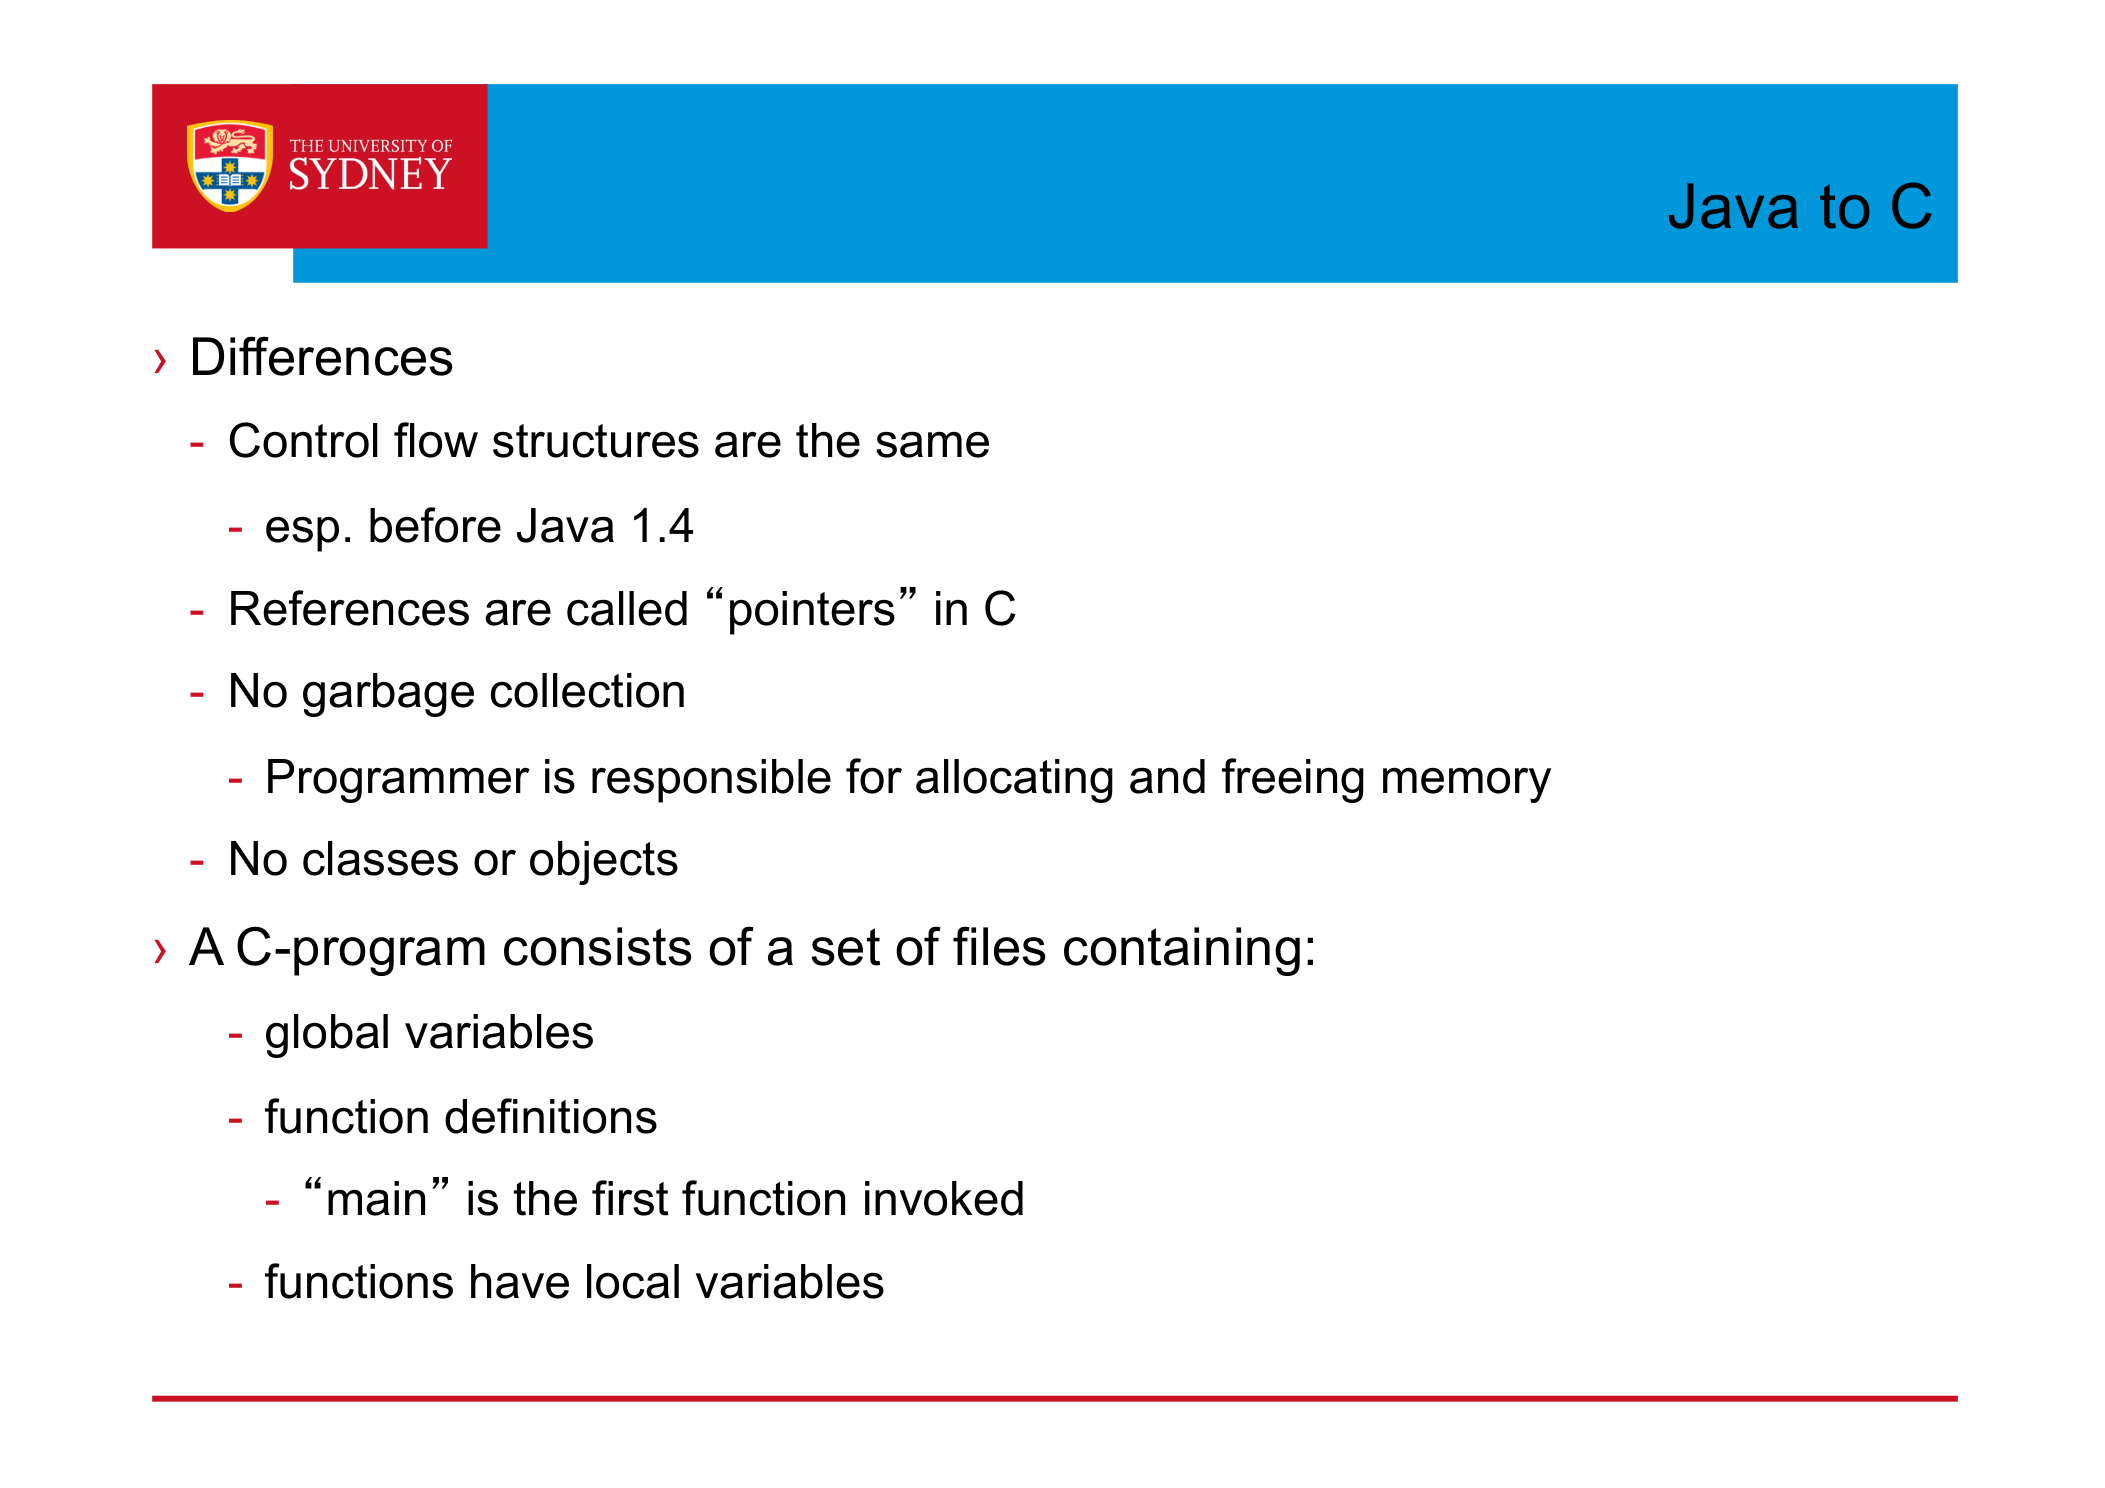 THE UNIVERSITY OF
SYDNEY
Java to C
› Differences
- Control flow structures are the same
- esp. before Java 1.4
- References are called “pointers” in C
- No garbage collection
- Programmer is responsible for allocating and freeing memory
- No classes or objects
› A C-program consists of a set of files containing:
- global variables
- function definitions
- “main” is the first function invoked
- functions have local variables